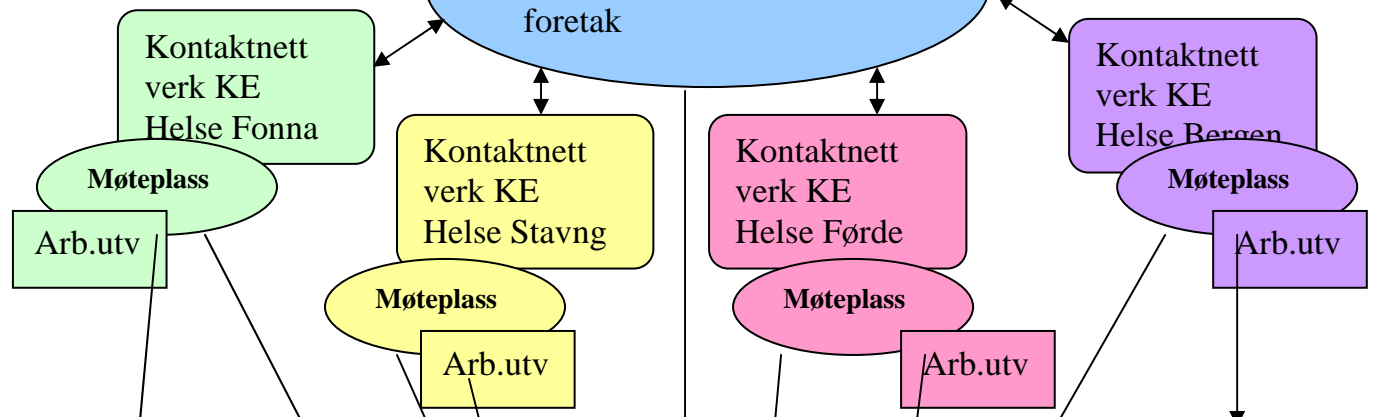 foretak
Kontaktnett
verk KE
Helse Fonna
Møteplass
Arb.utv
Kontaktnett
verk KE
Helse Stavng
Møteplass
Arb.utv
Kontaktnett
verk KE
Helse Førde
Møteplass
Arb.utv
Kontaktnett
verk KE
Helse Bergen
Møteplass
Arb.utv